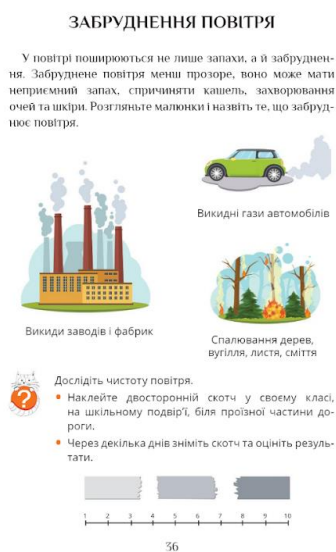 ЗАБРУДНЕННЯ ПОВІТРЯ
У повітрі поширюються не лише запахи, а й забруднен-
ня. Забруднене повітря менш прозоре, воно може мати
неприємний запах, спричиняти кашель, захворювання
очей та шкіри. Розгляньте малюнки і назвіть те, що забруд-
нює повітря.
Викидні гази автомобілів
Викиди заводів і фабрик
Спалювання дерев,
вугілля, листя, сміття
?
Дослідіть чистоту повітря.
• Наклейте двосторонній скотч у своєму класі,
на шкільному подвір’ї, біля проїзної частини до-
роги.
• Через декілька днів зніміть скотч та оцініть резуль-
тати.
1 2 3 4 5 6 7 8 9 10
36